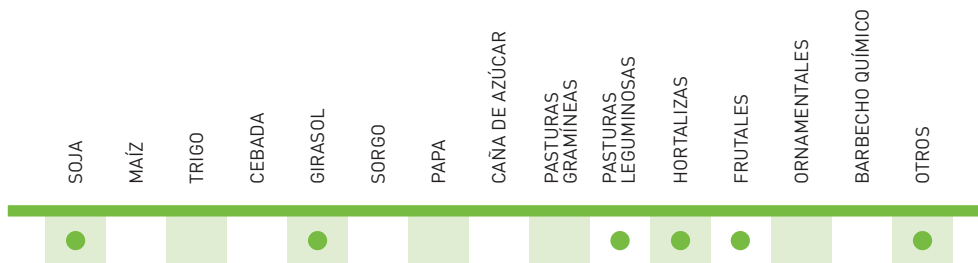 SOJA
MAÍZ
TRIGO
CEBADA
GIRASOL
SORGO
PAPA
CAÑA DE AZÚCAR
PASTURAS
GRAMÍNEAS
PASTURAS
LEGUMINOSAS
HORTALIZAS
FRUTALES
ORNAMENTALES
BARBECHO QUÍMICO
OTROS